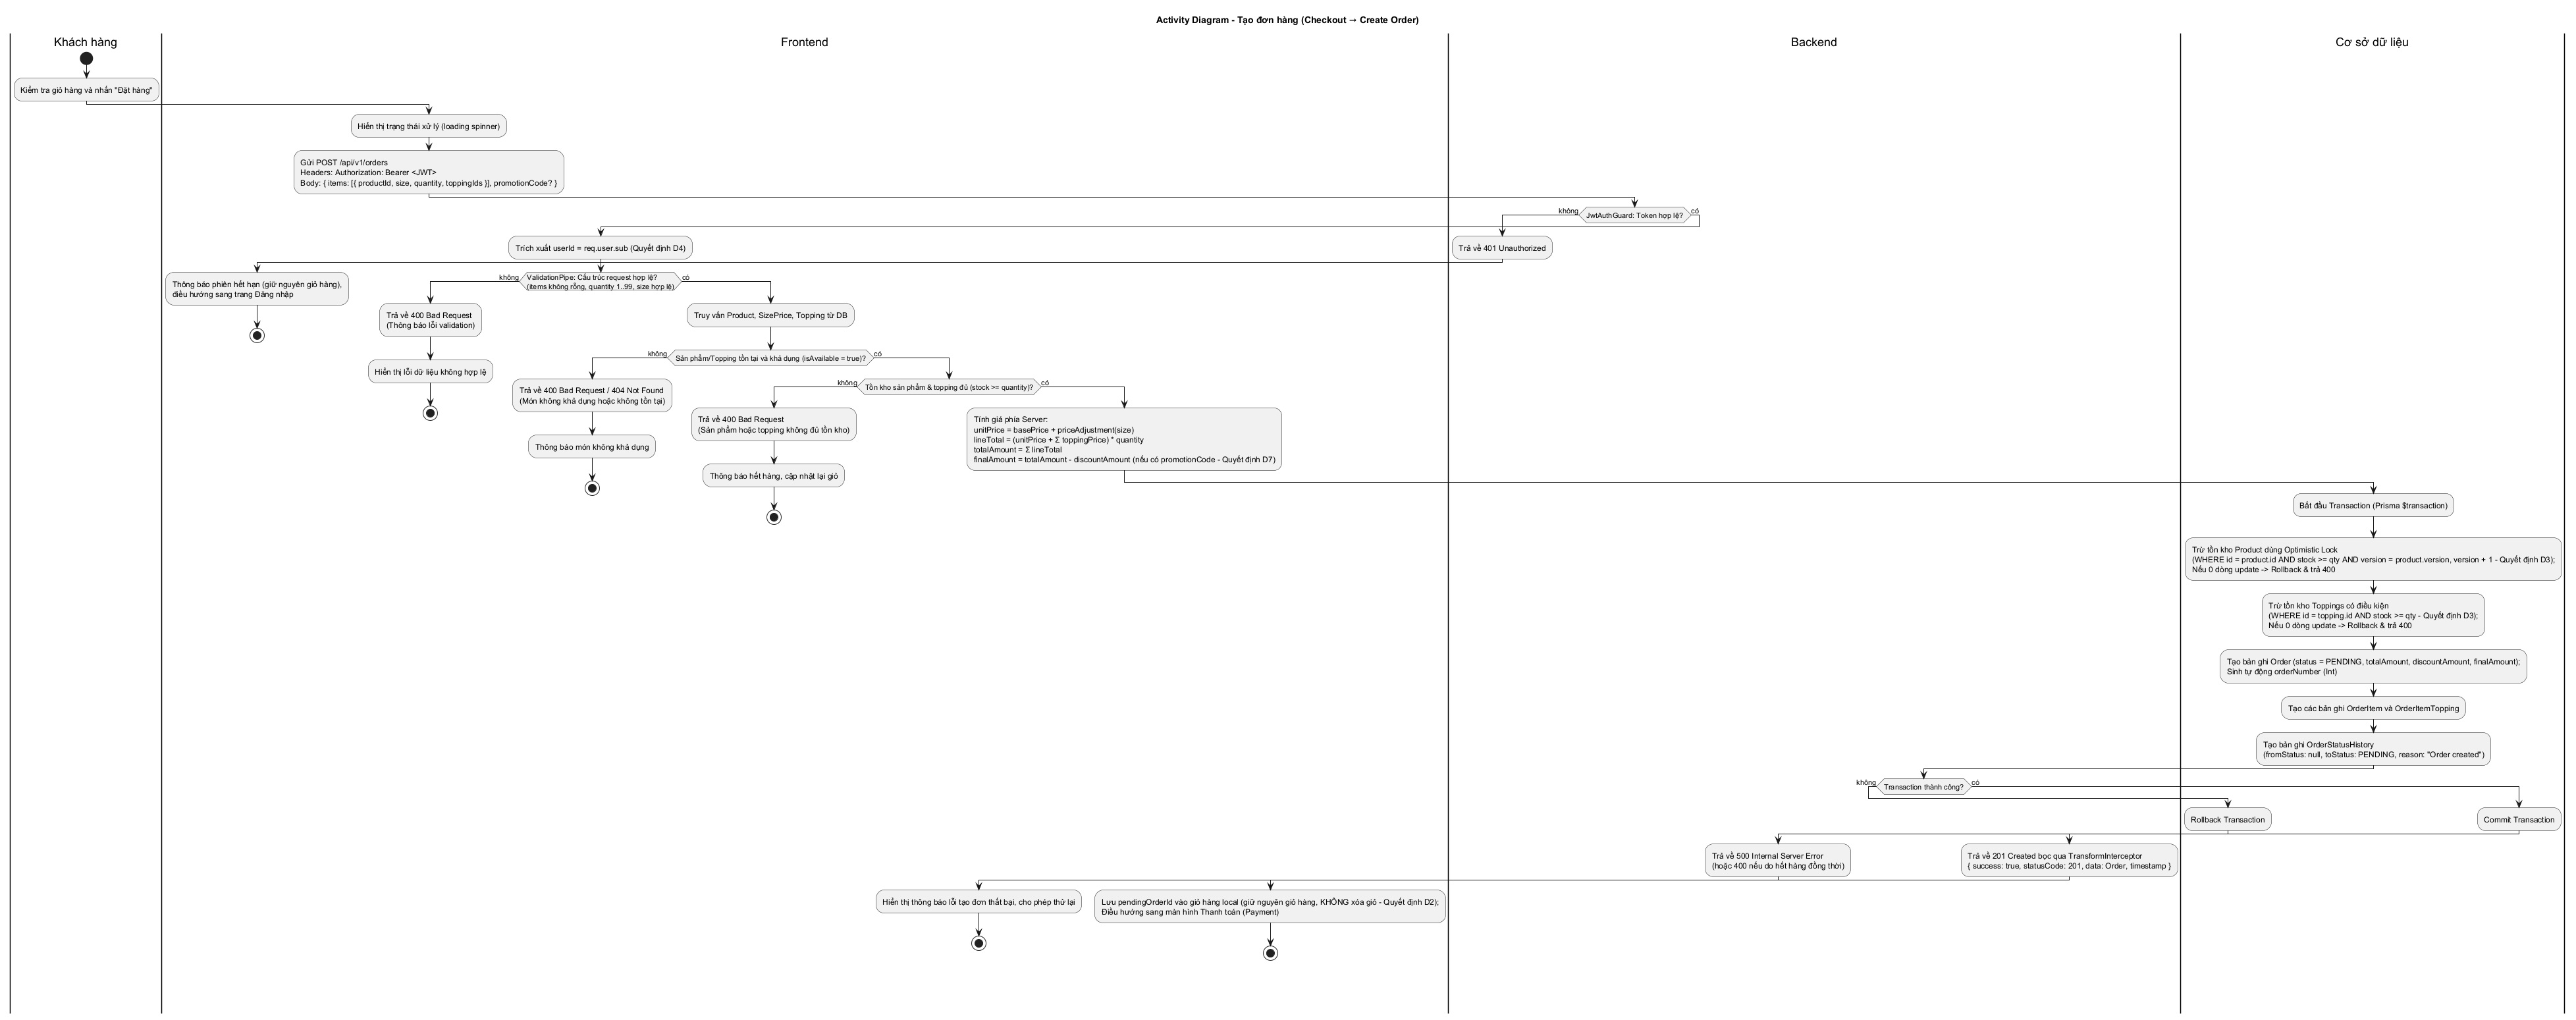 Activity Diagram - Tạo đơn hàng (Checkout → Create Order)
Khách hàng
Frontend
Backend
Cơ sở dữ liệu
Kiểm tra giỏ hàng và nhấn "Đặt hàng"
Hiển thị trạng thái xử lý (loading spinner)
Gửi POST /api/v1/orders
Headers: Authorization: Bearer <JWT>
Body: { items: [{ productId, size, quantity, toppingIds }], promotionCode? }
không
JwtAuthGuard: Token hợp lệ?
có
Trích xuất userId = req.user.sub (Quyết định D4)
Trả về 401 Unauthorized
Thông báo phiên hết hạn (giữ nguyên giỏ hàng),
điều hướng sang trang Đăng nhập
không
ValidationPipe: Cấu trúc request hợp lệ?
(items không rỗng, quantity 1..99, size hợp lệ)
có
Trả về 400 Bad Request
(Thông báo lỗi validation)
Truy vấn Product, SizePrice, Topping từ DB
Hiển thị lỗi dữ liệu không hợp lệ
không
Sản phẩm/Topping tồn tại và khả dụng (isAvailable = true)?
có
Trả về 400 Bad Request / 404 Not Found
(Món không khả dụng hoặc không tồn tại)
Thông báo món không khả dụng
không
Tồn kho sản phẩm & topping đủ (stock >= quantity)?
có
Trả về 400 Bad Request
(Sản phẩm hoặc topping không đủ tồn kho)
Thông báo hết hàng, cập nhật lại giỏ
Tính giá phía Server:
unitPrice = basePrice + priceAdjustment(size)
lineTotal = (unitPrice + Σ toppingPrice) * quantity
totalAmount = Σ lineTotal
finalAmount = totalAmount - discountAmount (nếu có promotionCode - Quyết định D7)
Bắt đầu Transaction (Prisma $transaction)
Trừ tồn kho Product dùng Optimistic Lock
(WHERE id = product.id AND stock >= qty AND version = product.version, version + 1 - Quyết định D3);
Nếu 0 dòng update -> Rollback & trả 400
Trừ tồn kho Toppings có điều kiện
(WHERE id = topping.id AND stock >= qty - Quyết định D3);
Nếu 0 dòng update -> Rollback & trả 400
Tạo bản ghi Order (status = PENDING, totalAmount, discountAmount, finalAmount);
Sinh tự động orderNumber (Int)
Tạo các bản ghi OrderItem và OrderItemTopping
Tạo bản ghi OrderStatusHistory
(fromStatus: null, toStatus: PENDING, reason: "Order created")
không
Transaction thành công?
có
Rollback Transaction
Commit Transaction
Trả về 500 Internal Server Error
(hoặc 400 nếu do hết hàng đồng thời)
Trả về 201 Created bọc qua TransformInterceptor
{ success: true, statusCode: 201, data: Order, timestamp }
Hiển thị thông báo lỗi tạo đơn thất bại, cho phép thử lại
Lưu pendingOrderId vào giỏ hàng local (giữ nguyên giỏ hàng, KHÔNG xóa giỏ - Quyết định D2);
Điều hướng sang màn hình Thanh toán (Payment)